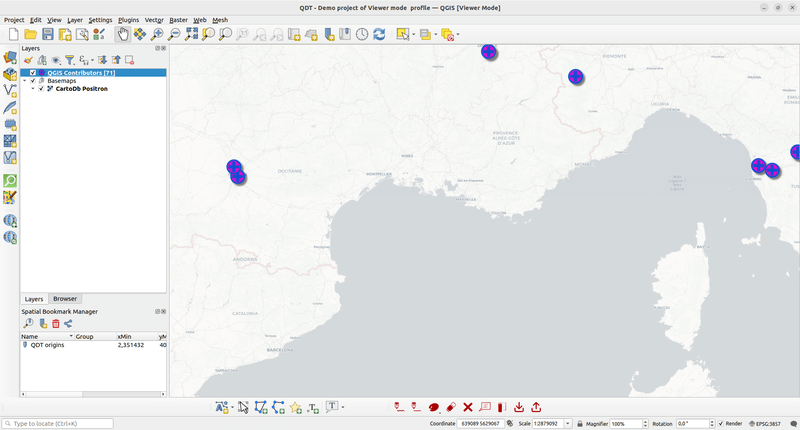 QDT - Demo project of Viewer mode profile — QGIS [Viewer Mode]
Project Edit View Layer Settings Plugins Vector Raster Web Mesh
Layers
QGIS Contributors [71]
Basemaps
CartoDb Positron
PIEMONTE
LIGURIA
PROVENCE
ALPES
CÔTE
D'AZUR
OCCITANIE
NÎMES
MONTPELLIER
MARSEILLE
TOULON
ANDORRA
BASTIA
CATALUNYA
BARCELONA
Layers Browser
Spatial Bookmark Manager
Name Group xMin yM
QDT origins 2,351432 40
Type to locate (Ctrl+K)
Coordinate 639089 5629067 Scale 1:2879092 Magnifier 100% Rotation 0,0 ° Render EPSG:3857